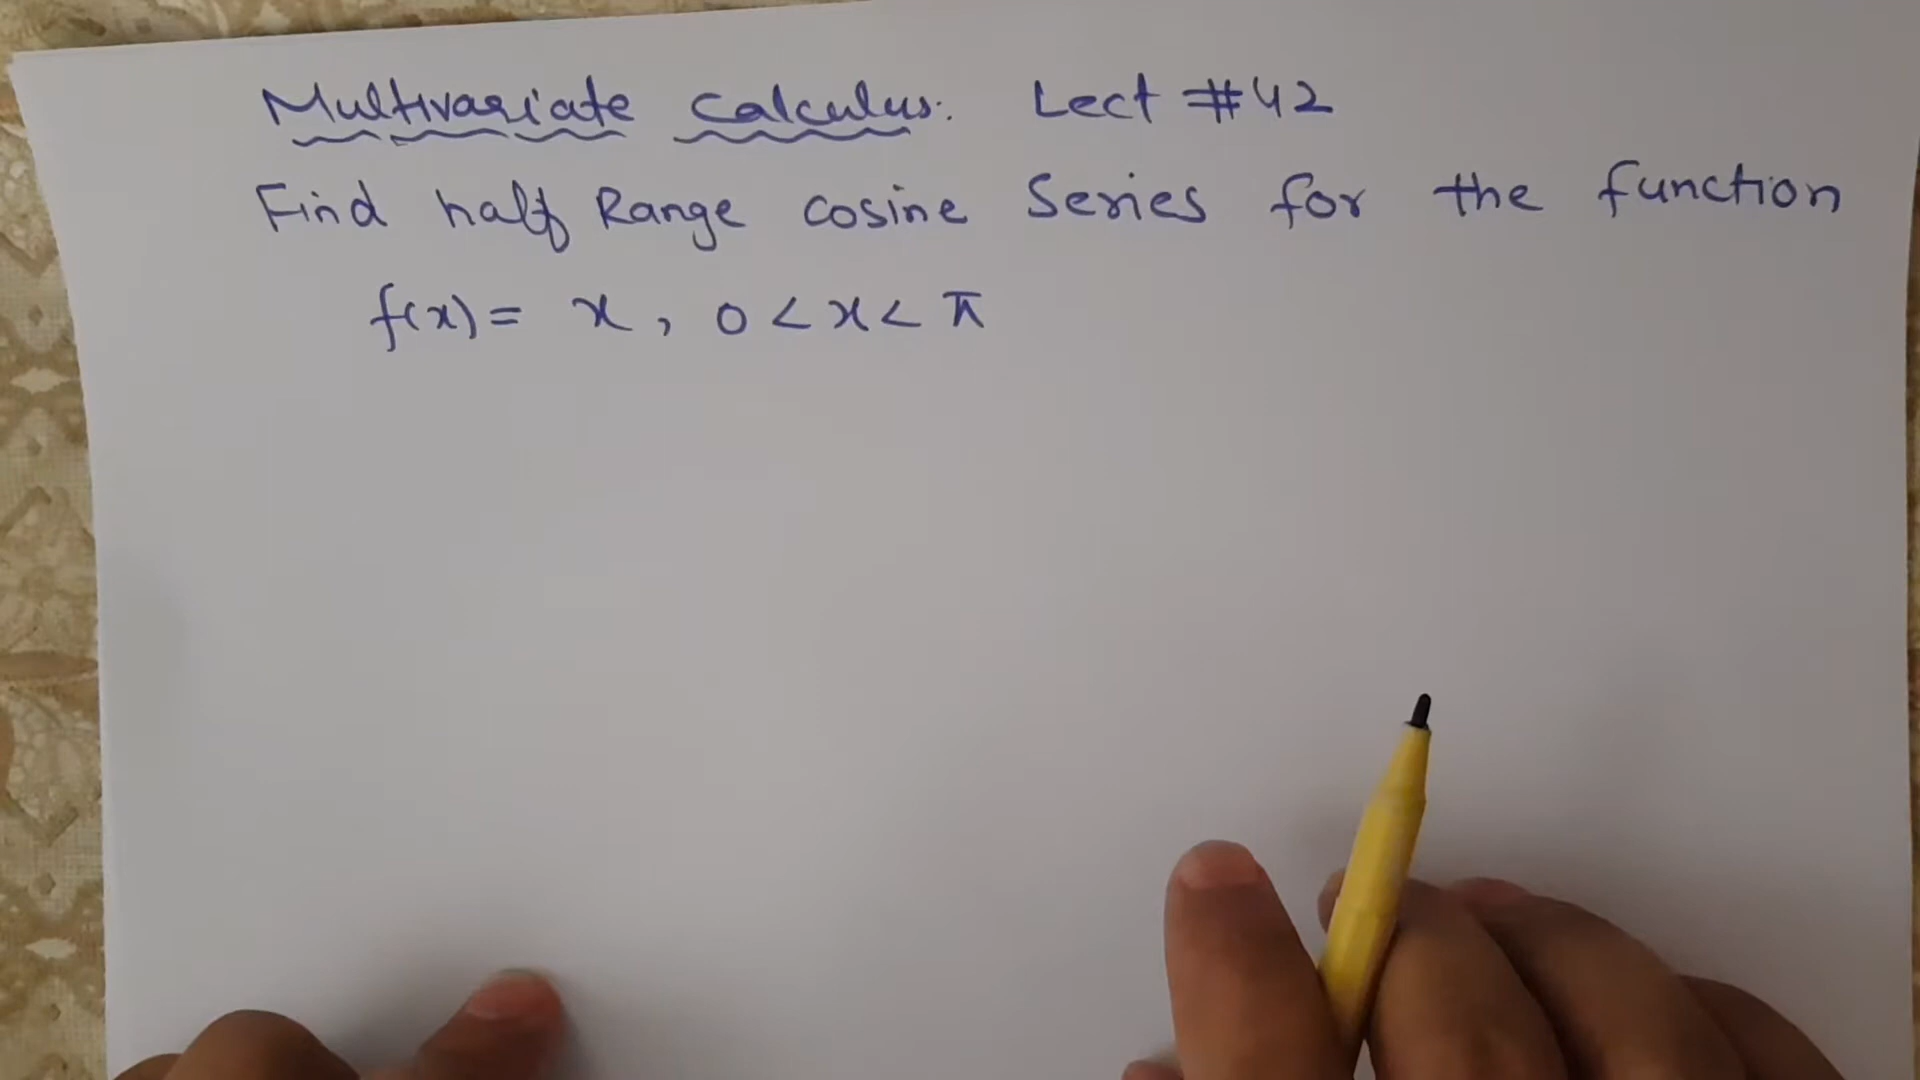 Multivariate Calculus: Lect #42
Find half Range cosine Series for the function
f(x) = x, 0 < x < π